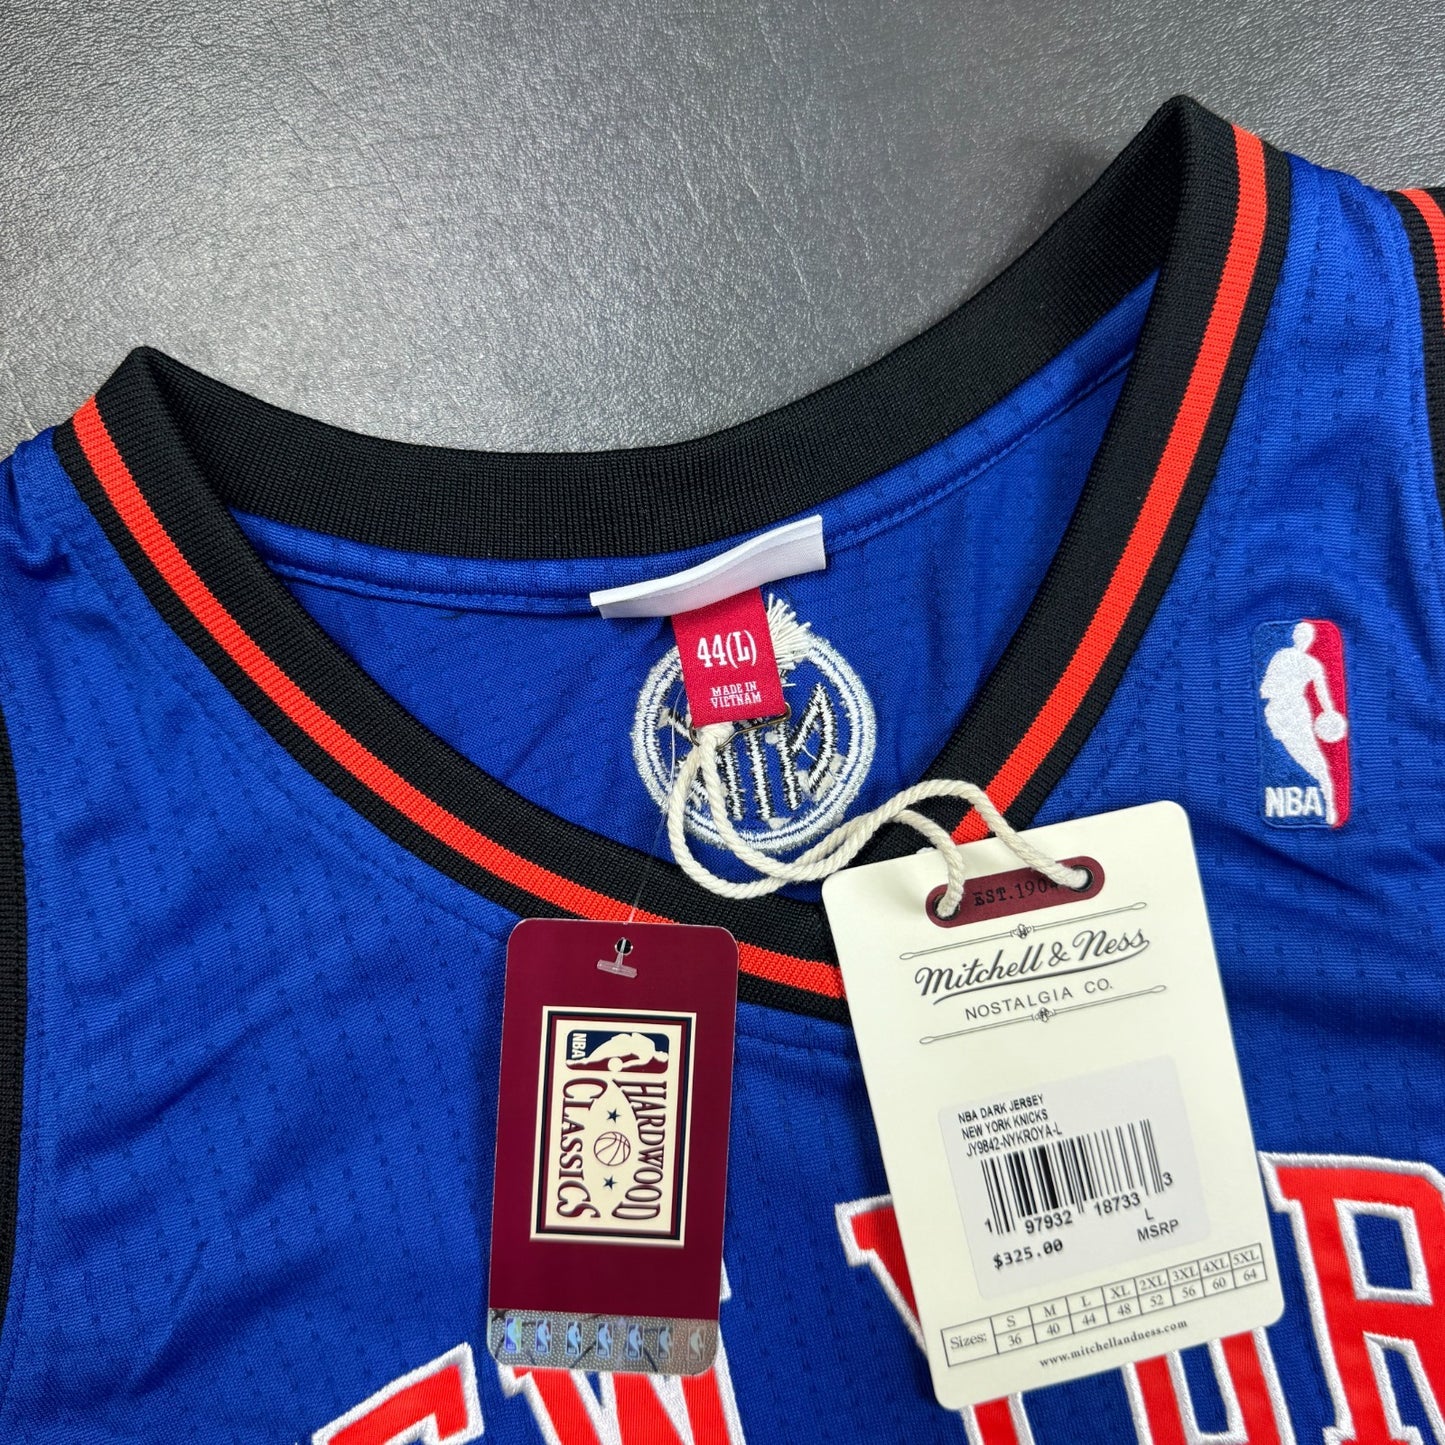 44(L)
MADE IN
VIETNAM
NBA
EST.1904
Mitchell & Ness
NOSTALGIA CO.
NBA
HARDWOOD
CLASSICS
NBA DARK JERSEY
NEW YORK KNICKS
JY9842-NYKROYA-L
1 97932 18733 3
L
$325.00 MSRP
Sizes: S M L XL 2XL 3XL 4XL 5XL
36 40 44 48 52 56 60 64
www.mitchellandness.com